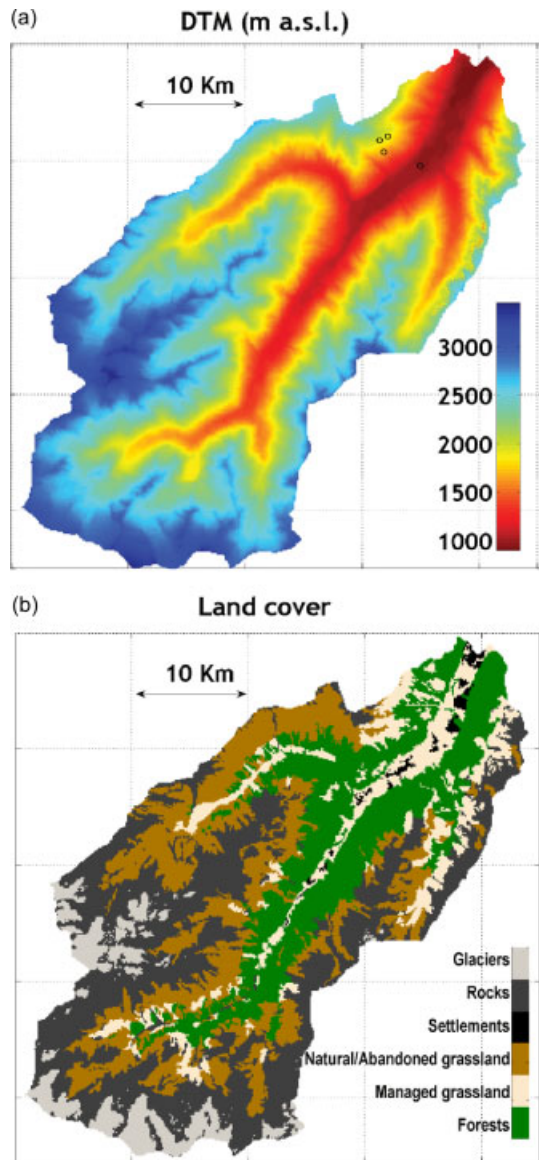 (a)
DTM (m a.s.l.)
10 Km
3000
2500
2000
1500
1000
(b)
Land cover
10 Km
Glaciers
Rocks
Settlements
Natural/Abandoned grassland
Managed grassland
Forests